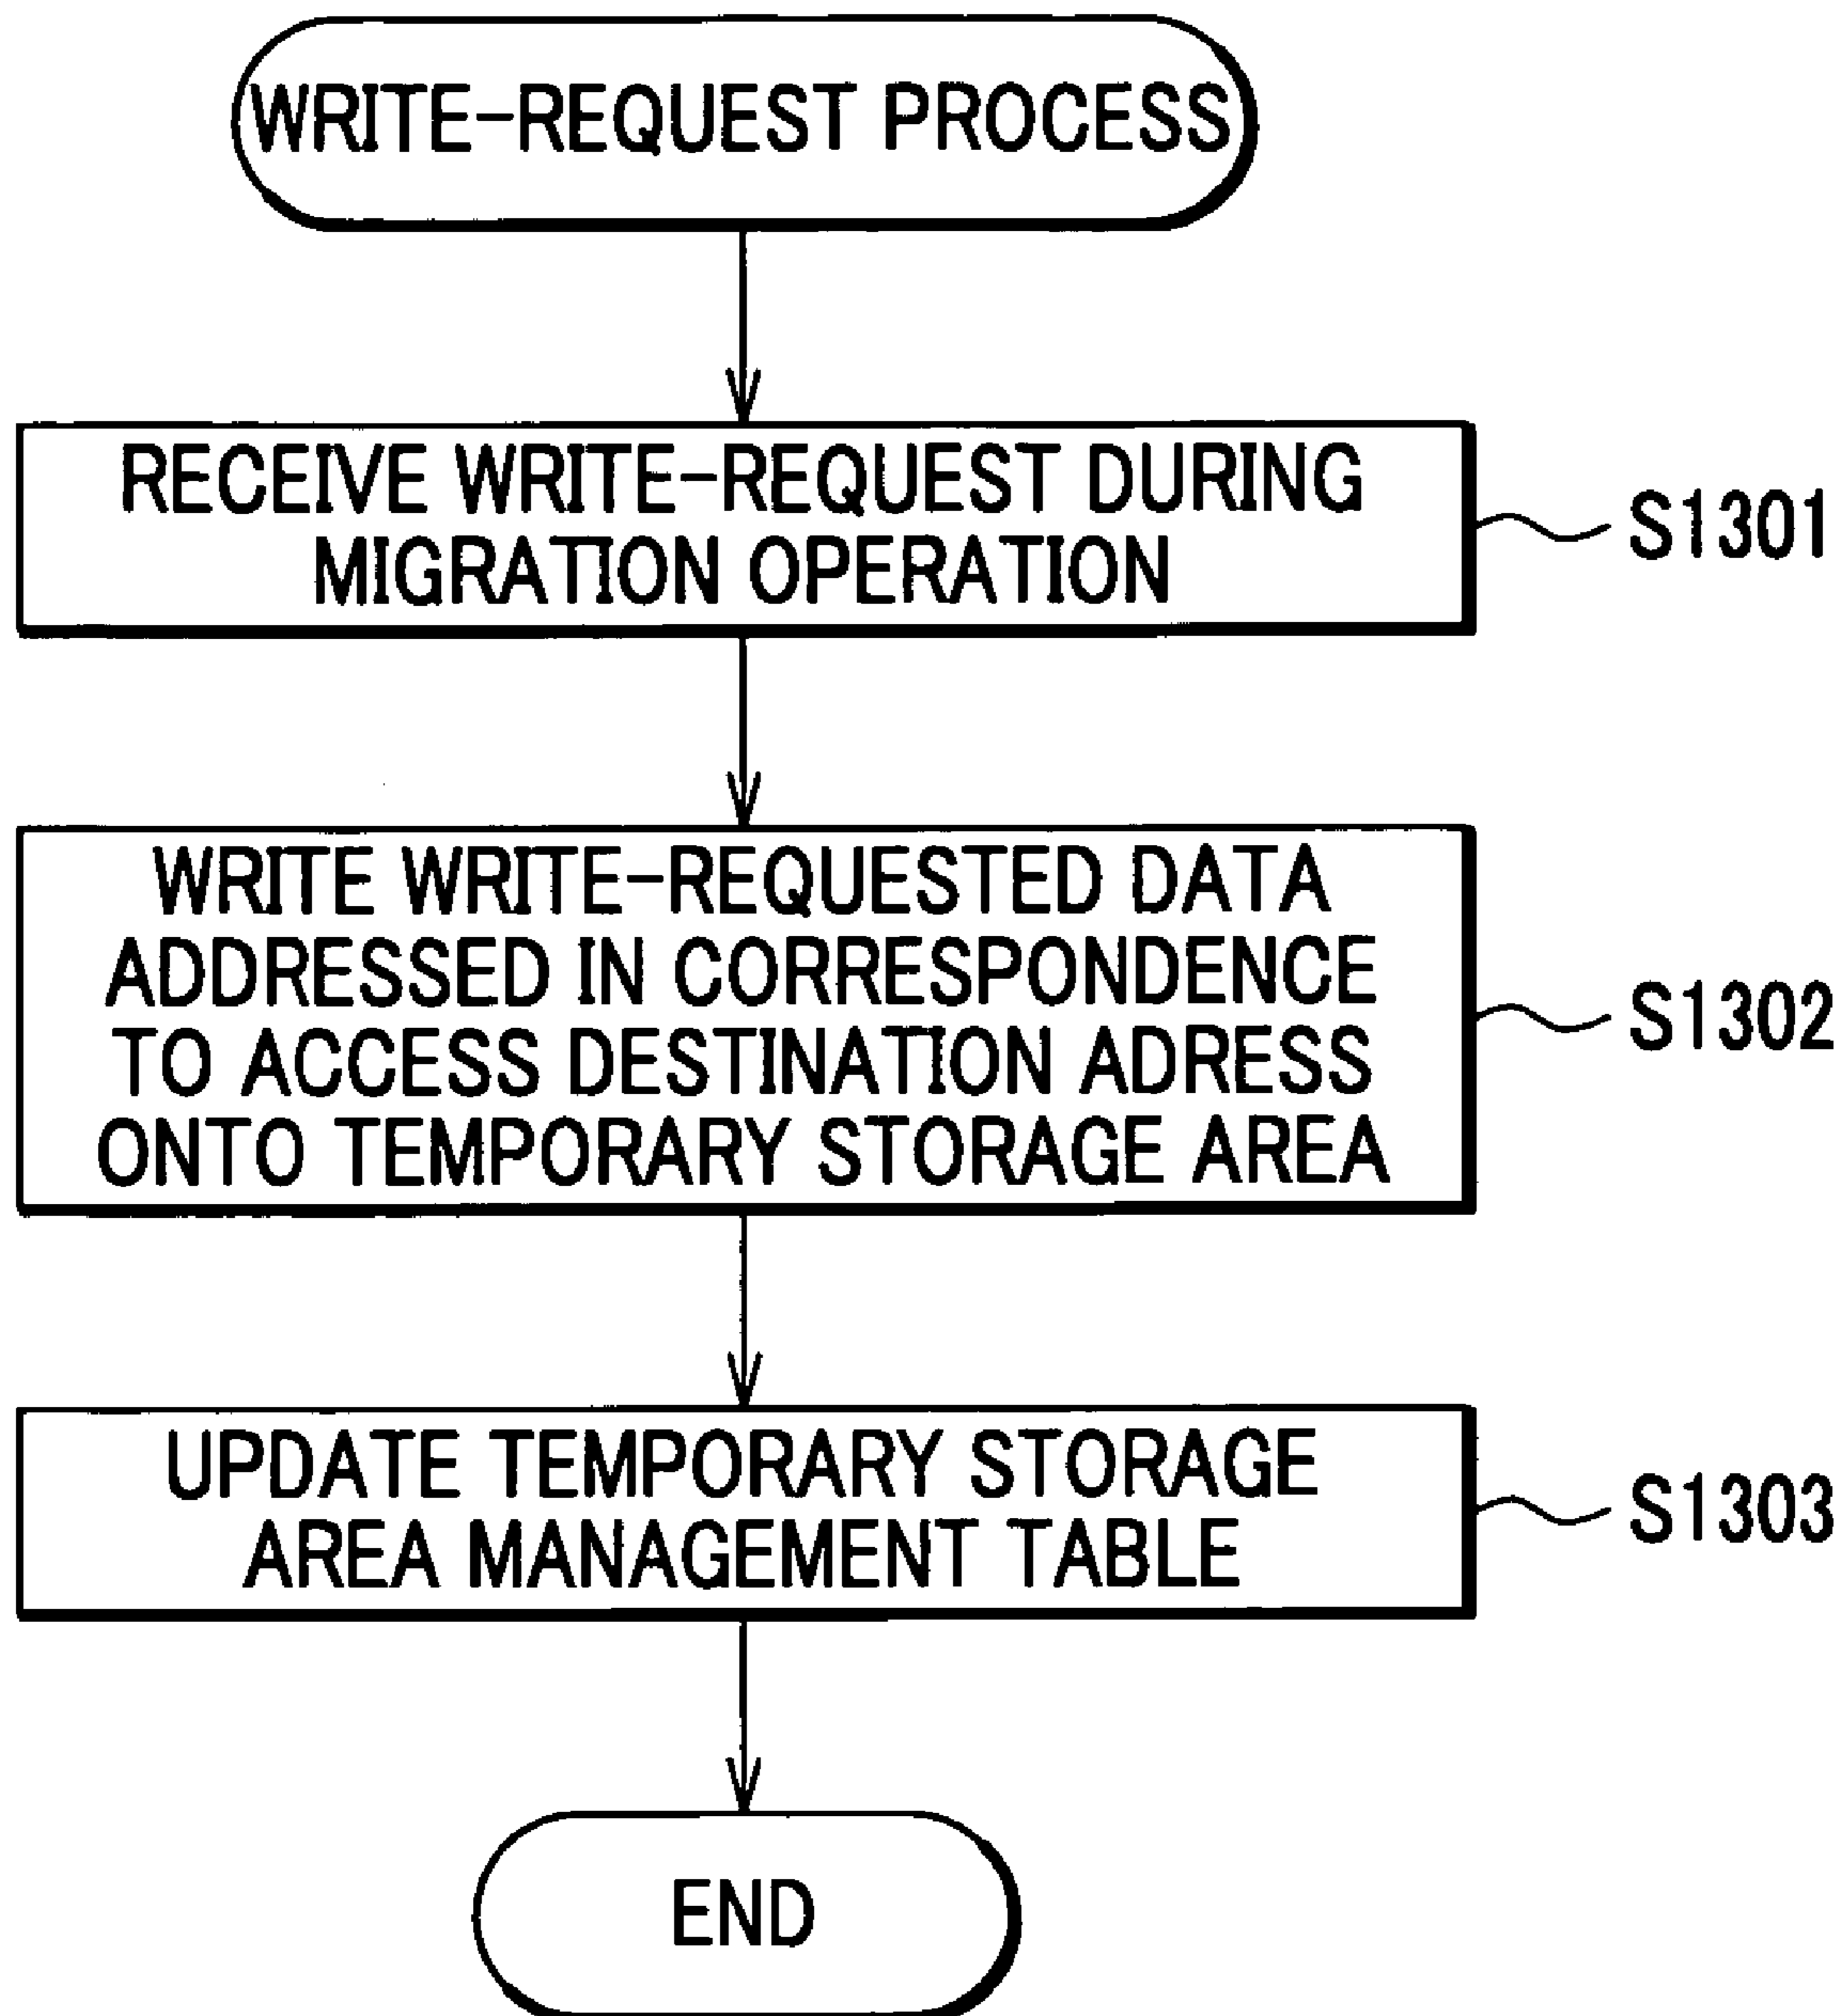 WRITE-REQUEST PROCESS
RECEIVE WRITE-REQUEST DURING
MIGRATION OPERATION
S1301
WRITE WRITE-REQUESTED DATA
ADDRESSED IN CORRESPONDENCE
TO ACCESS DESTINATION ADRESS
ONTO TEMPORARY STORAGE AREA
S1302
UPDATE TEMPORARY STORAGE
AREA MANAGEMENT TABLE
S1303
END